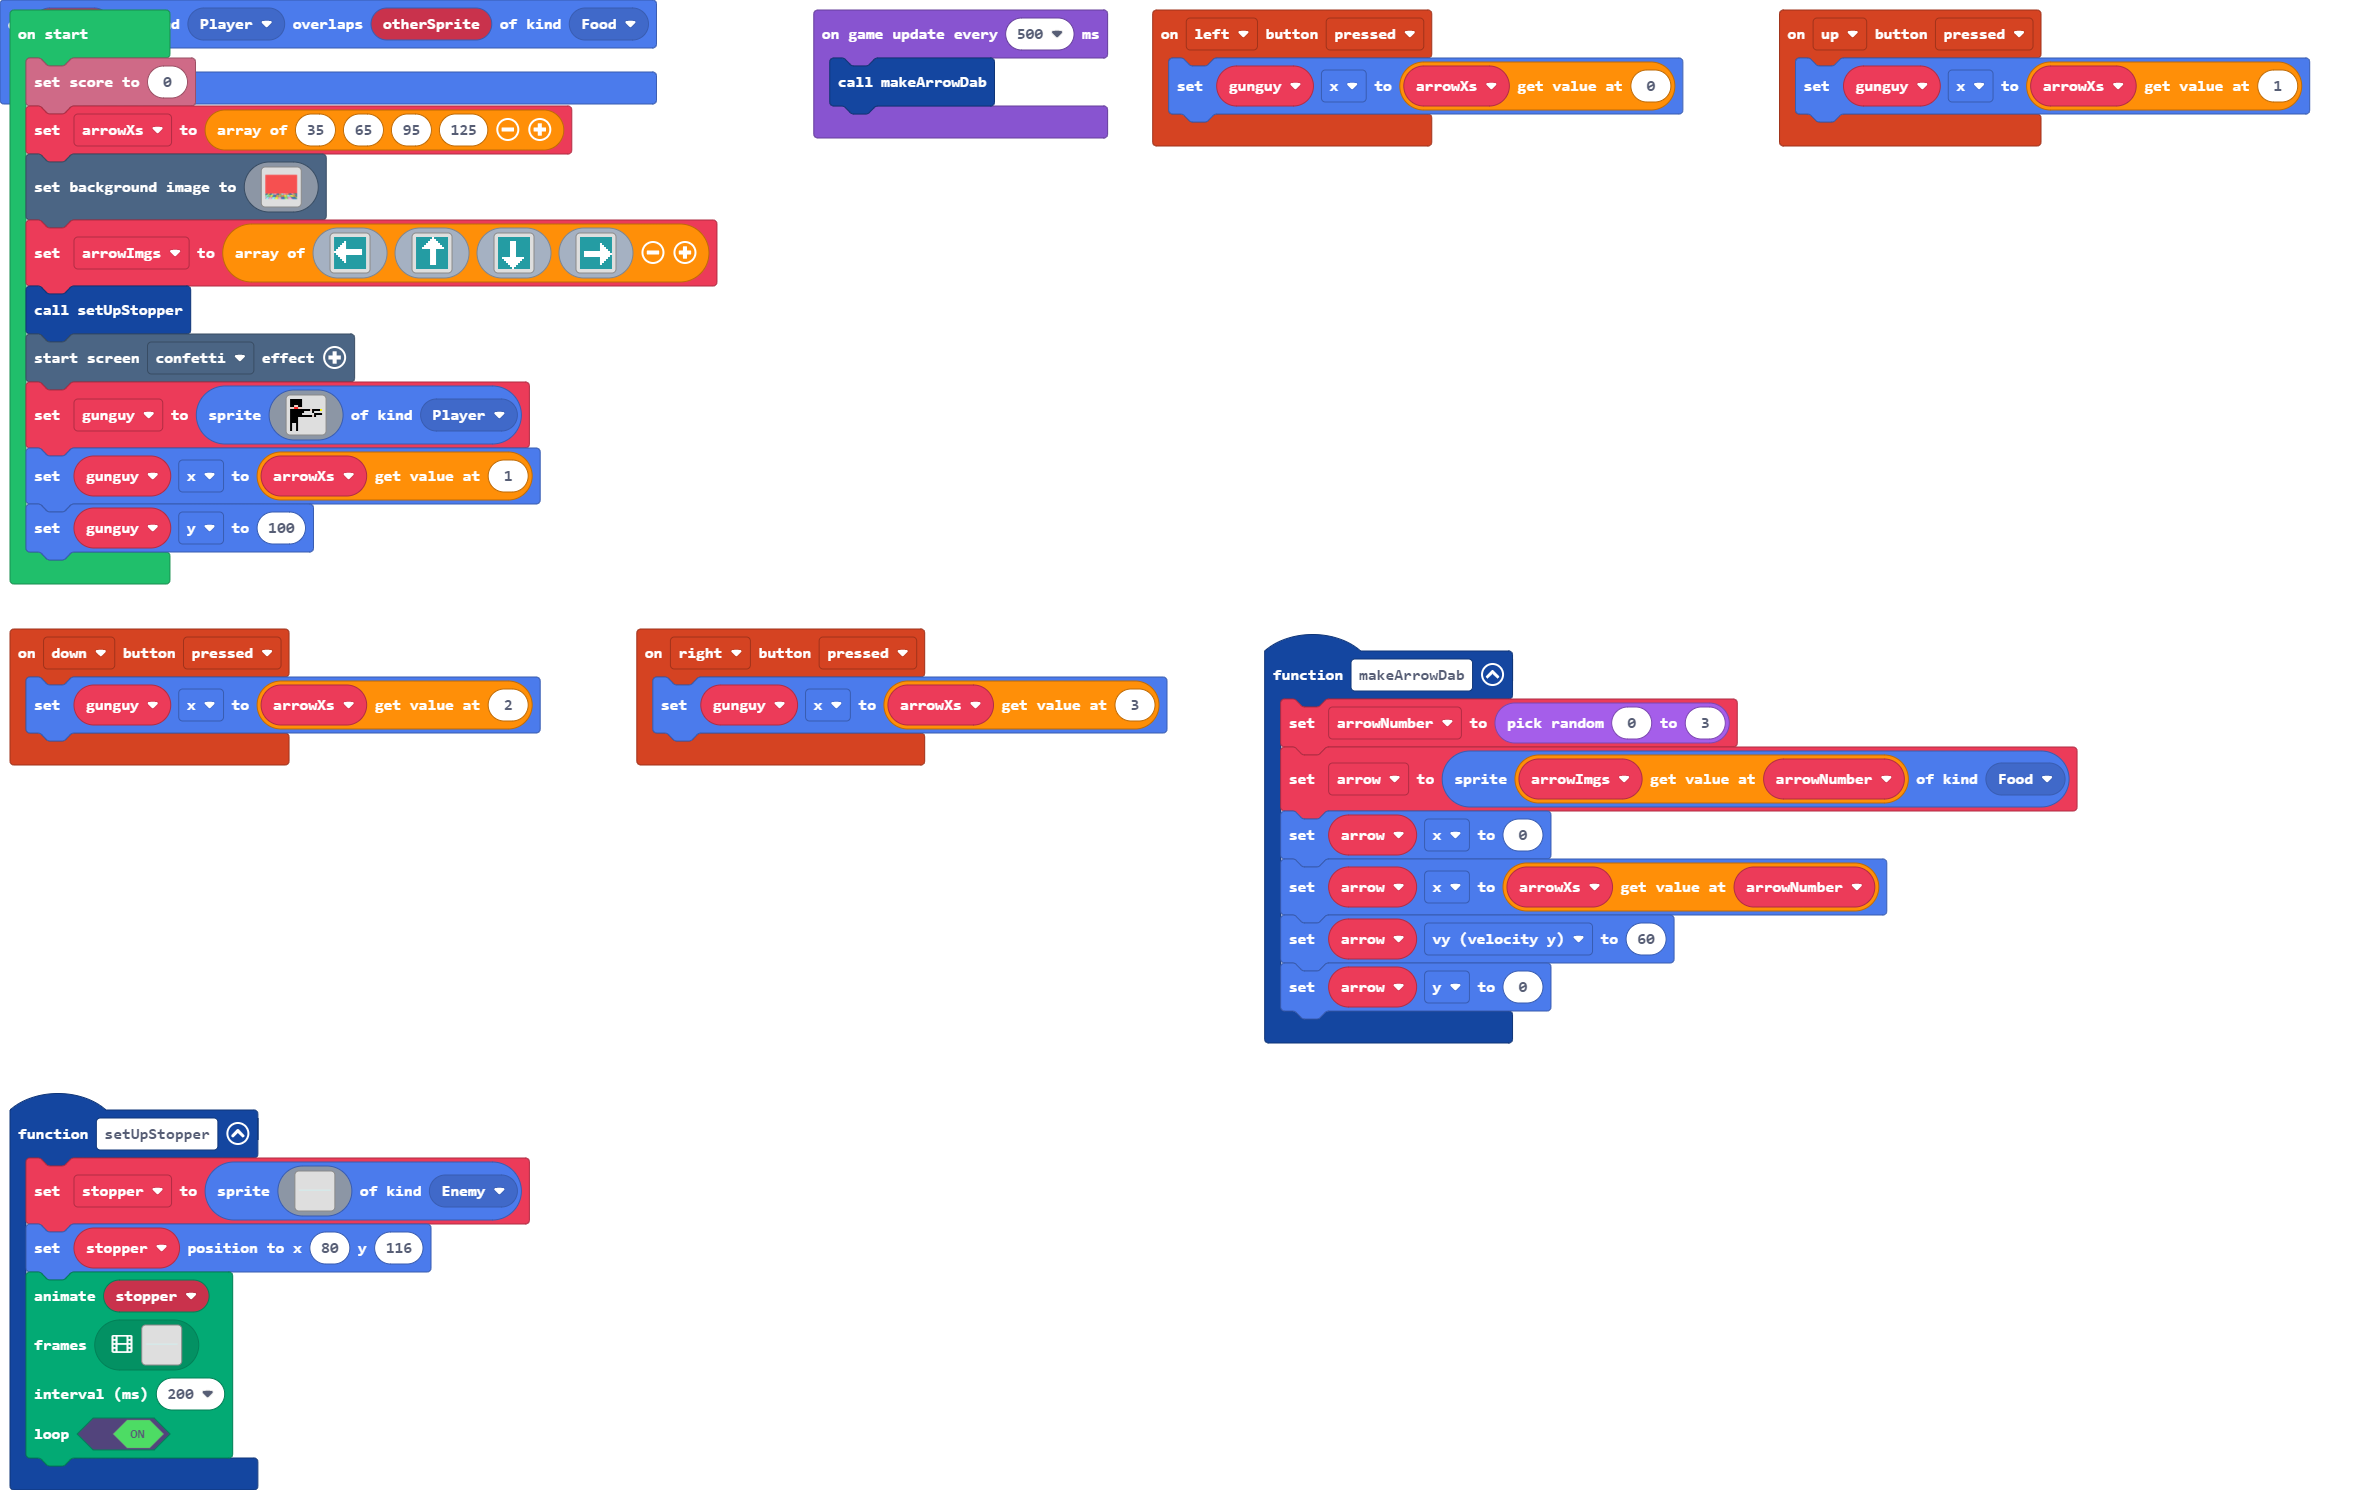 d Player overlaps otherSprite of kind Food
on start
set score to 0
set arrowXs to array of 35 65 95 125
set background image to
set arrowImgs to array of
call setUpStopper
start screen confetti effect
set gunguy to sprite of kind Player
set gunguy x to arrowXs get value at 1
set gunguy y to 100
on game update every 500 ms
call makeArrowDab
on left button pressed
set gunguy x to arrowXs get value at 0
on up button pressed
set gunguy x to arrowXs get value at 1
on down button pressed
set gunguy x to arrowXs get value at 2
on right button pressed
set gunguy x to arrowXs get value at 3
function makeArrowDab
set arrowNumber to pick random 0 to 3
set arrow to sprite arrowImgs get value at arrowNumber of kind Food
set arrow x to 0
set arrow x to arrowXs get value at arrowNumber
set arrow vy (velocity y) to 60
set arrow y to 0
function setUpStopper
set stopper to sprite of kind Enemy
set stopper position to x 80 y 116
animate stopper
frames
interval (ms) 200
loop ON